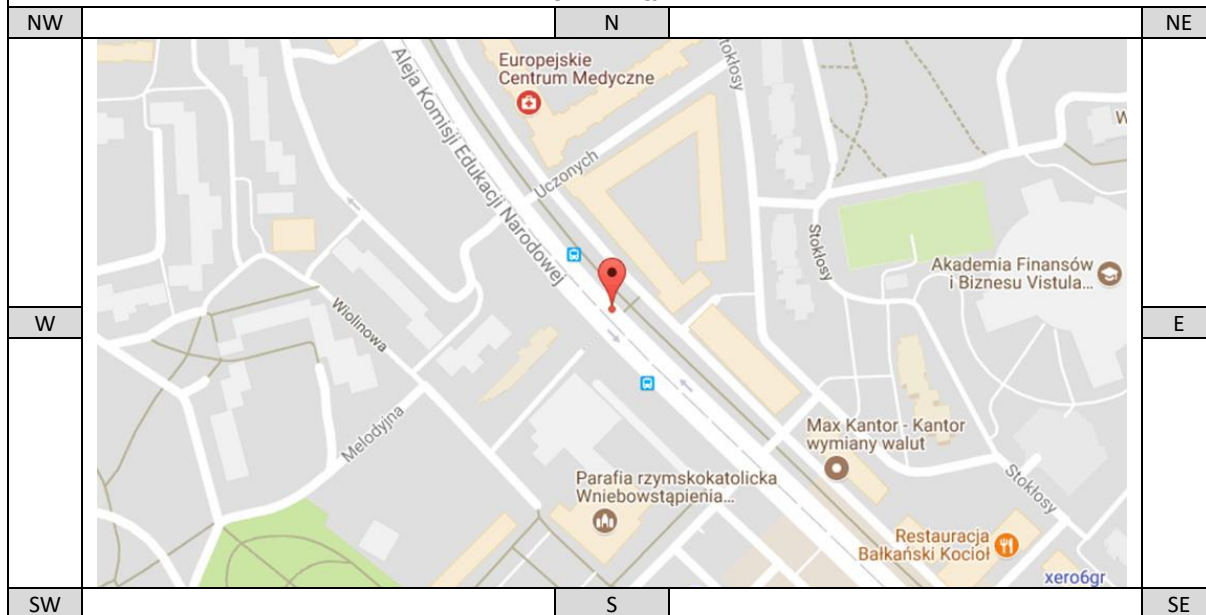 NW N NE
Europejskie
Centrum Medyczne
Aleja Komisji Edukacji Narodowej
Stokłosy
W
Uczonych
Stokłosy
Akademia Finansów
i Biznesu Vistula...
W
E
Wiolinowa
Melodyjna
Max Kantor - Kantor
wymiany walut
Parafia rzymskokatolicka
Wniebowstąpienia...
Stokłosy
Restauracja
Bałkański Kocioł
xero6gr
SW S SE